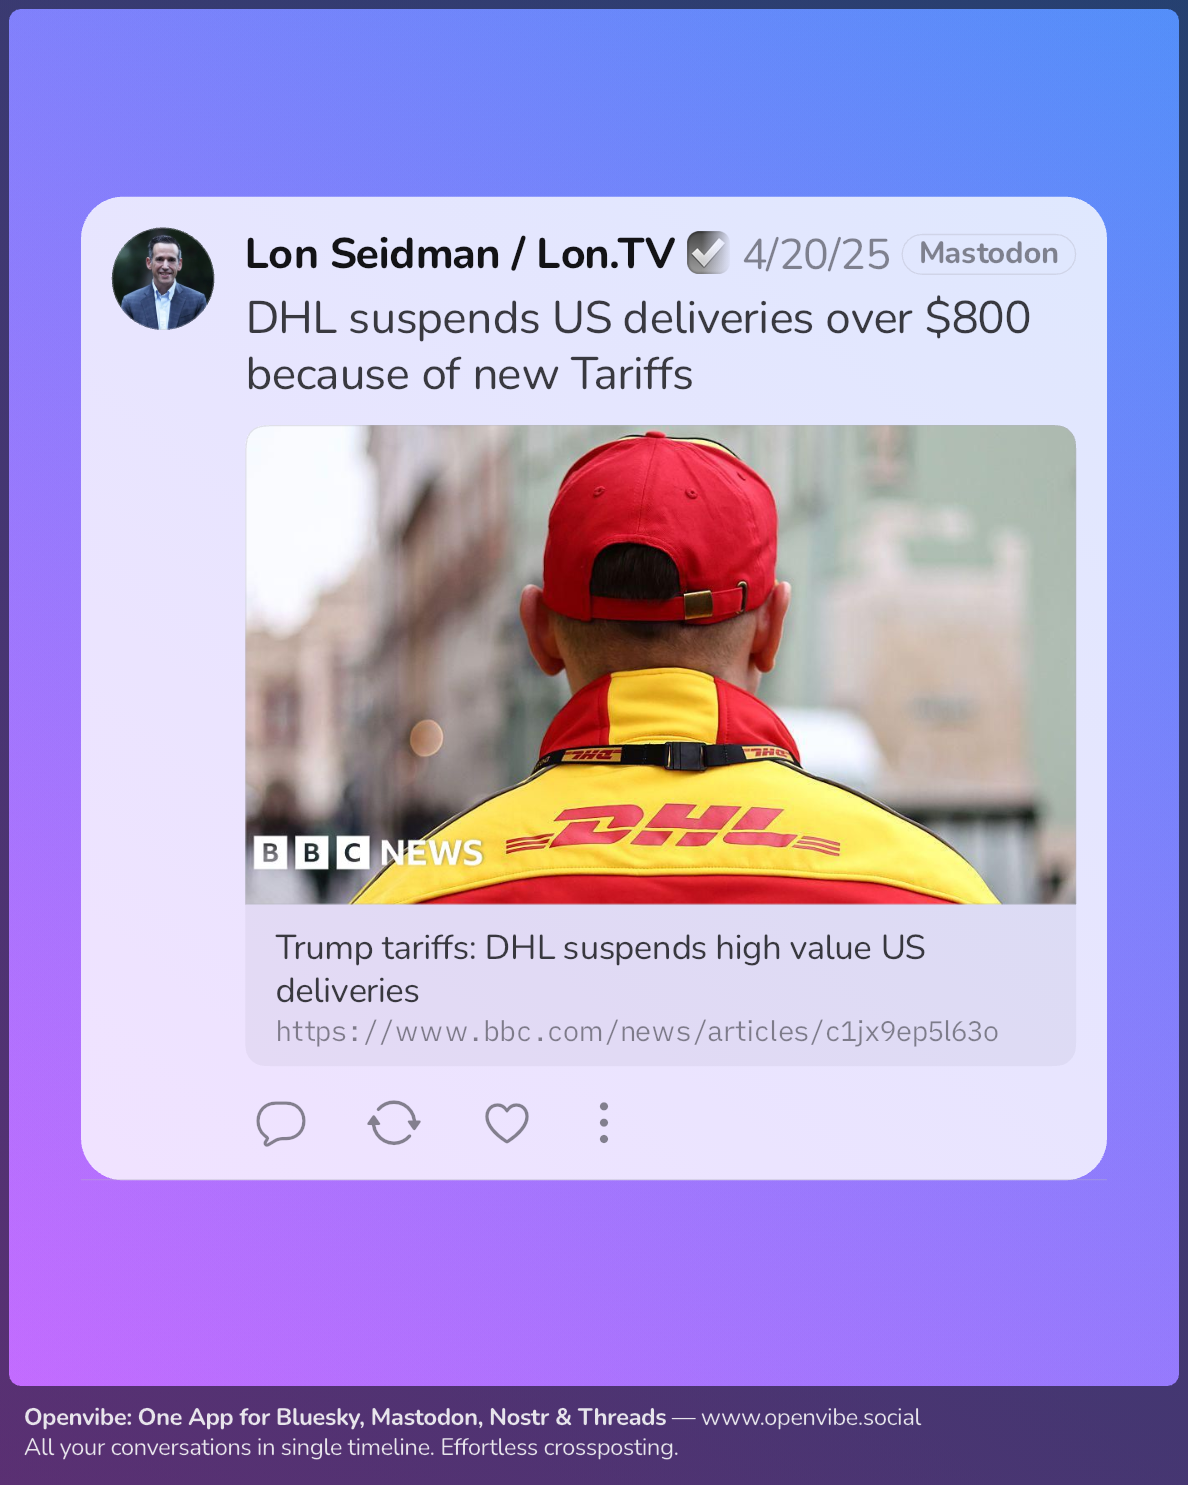 Lon Seidman / Lon.TV ✅ 4/20/25 Mastodon
DHL suspends US deliveries over $800
because of new Tariffs
DHL DHL
DHL
BBC NEWS
Trump tariffs: DHL suspends high value US
deliveries
https://www.bbc.com/news/articles/c1jx9ep5l63o
Openvibe: One App for Bluesky, Mastodon, Nostr & Threads — www.openvibe.social
All your conversations in single timeline. Effortless crossposting.